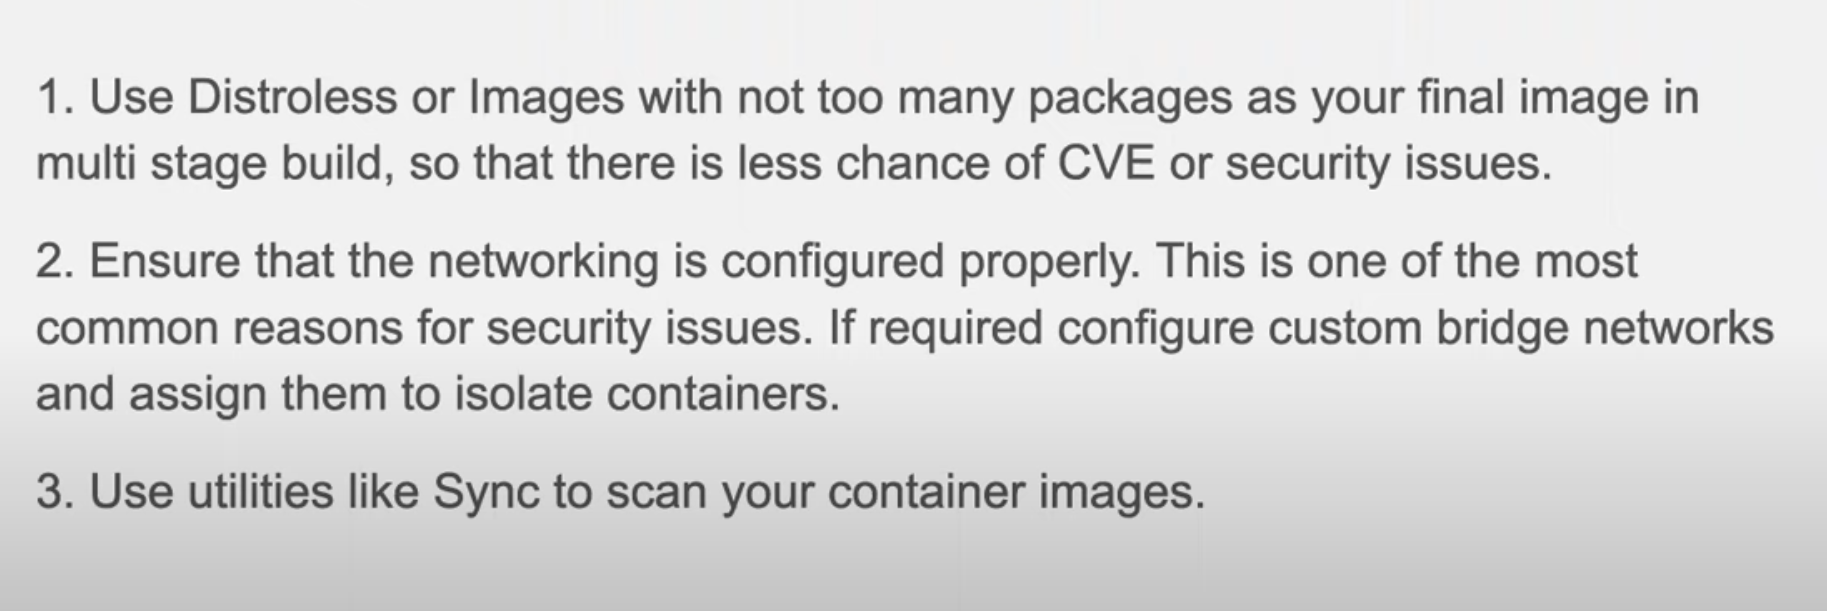 1. Use Distroless or Images with not too many packages as your final image in
multi stage build, so that there is less chance of CVE or security issues.
2. Ensure that the networking is configured properly. This is one of the most
common reasons for security issues. If required configure custom bridge networks
and assign them to isolate containers.
3. Use utilities like Sync to scan your container images.